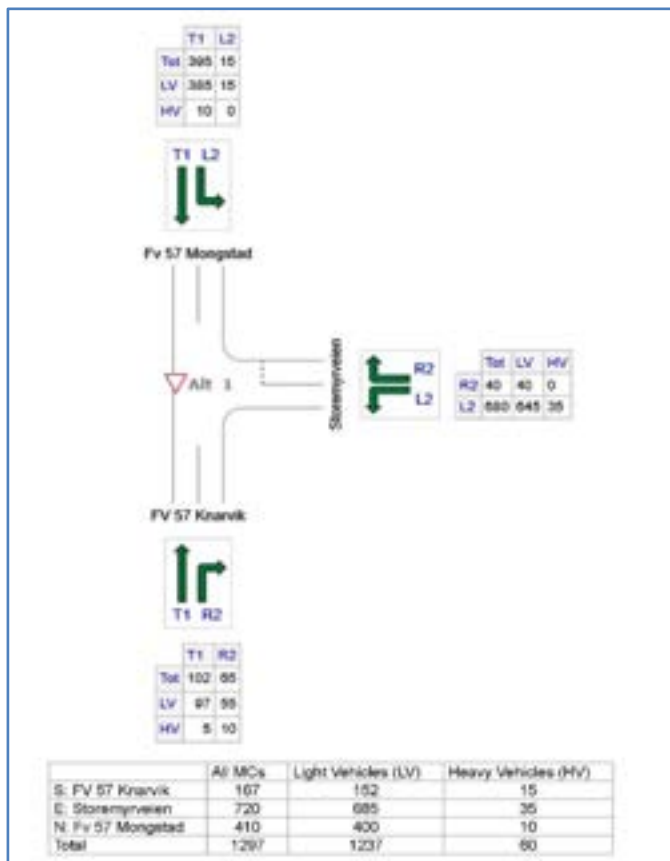 T1 L2
Tot 395 15
LV 385 15
HV 10 0
T1 L2
Fv 57 Mongstad
Storemyrveien
R2
L2
Tot LV HV
R2 40 40 0
L2 680 645 35
Alt 1
FV 57 Knarvik
T1 R2
T1 R2
Tot 102 65
LV 97 55
HV 5 10
All MCs Light Vehicles (LV) Heavy Vehicles (HV)
S: FV 57 Knarvik 167 152 15
E: Storemyrveien 720 685 35
N: Fv 57 Mongstad 410 400 10
Total 1297 1237 60